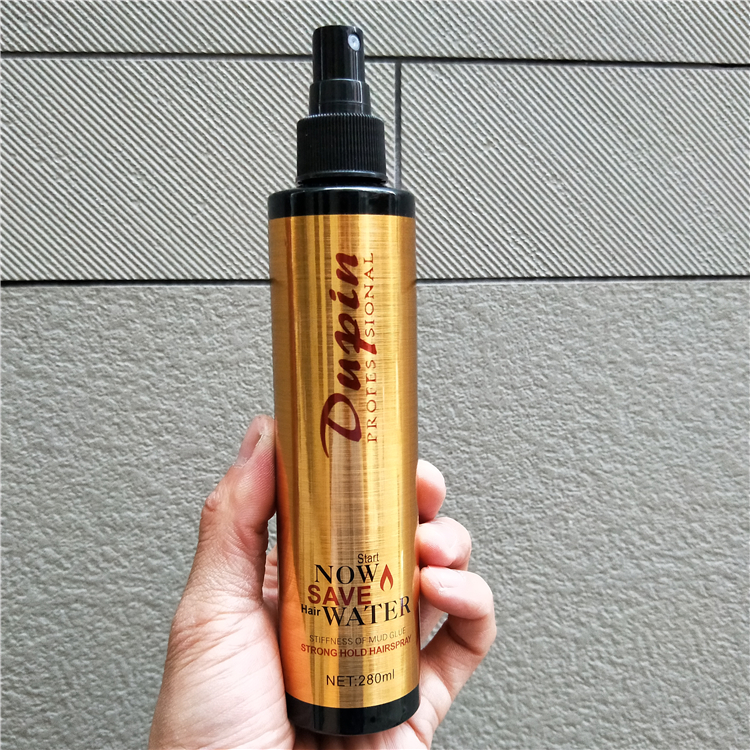 Dupin
PROFESSIONAL
Start
NOW
SAVE
Hair WATER
STIFFNESS OF MUD GLUE
STRONG HOLD HAIRSPRAY
NET:280ml